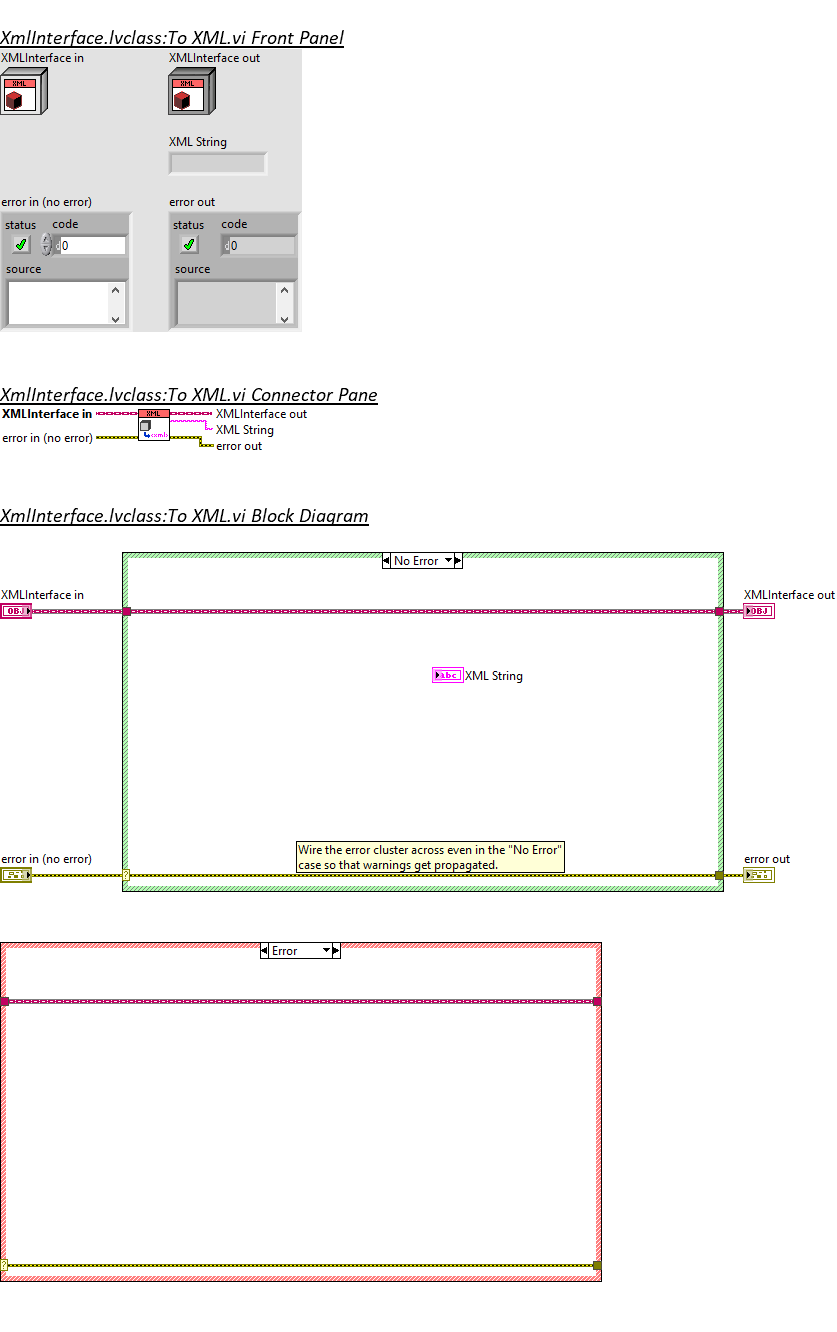 XmlInterface.lvclass:To XML.vi Front Panel
XMLInterface in
XMLInterface out
XML
XML
XML String
error in (no error)
error out
status
code
status
code
d
0
d
0
source
source
XmlInterface.lvclass:To XML.vi Connector Pane
XMLInterface in
XML
XMLInterface out
XML String
error in (no error)
error out
XmlInterface.lvclass:To XML.vi Block Diagram
No Error
XMLInterface in
XMLInterface out
OBJ
OBJ
abc
XML String
Wire the error cluster across even in the "No Error"
case so that warnings get propagated.
error in (no error)
error out
?
Error
?